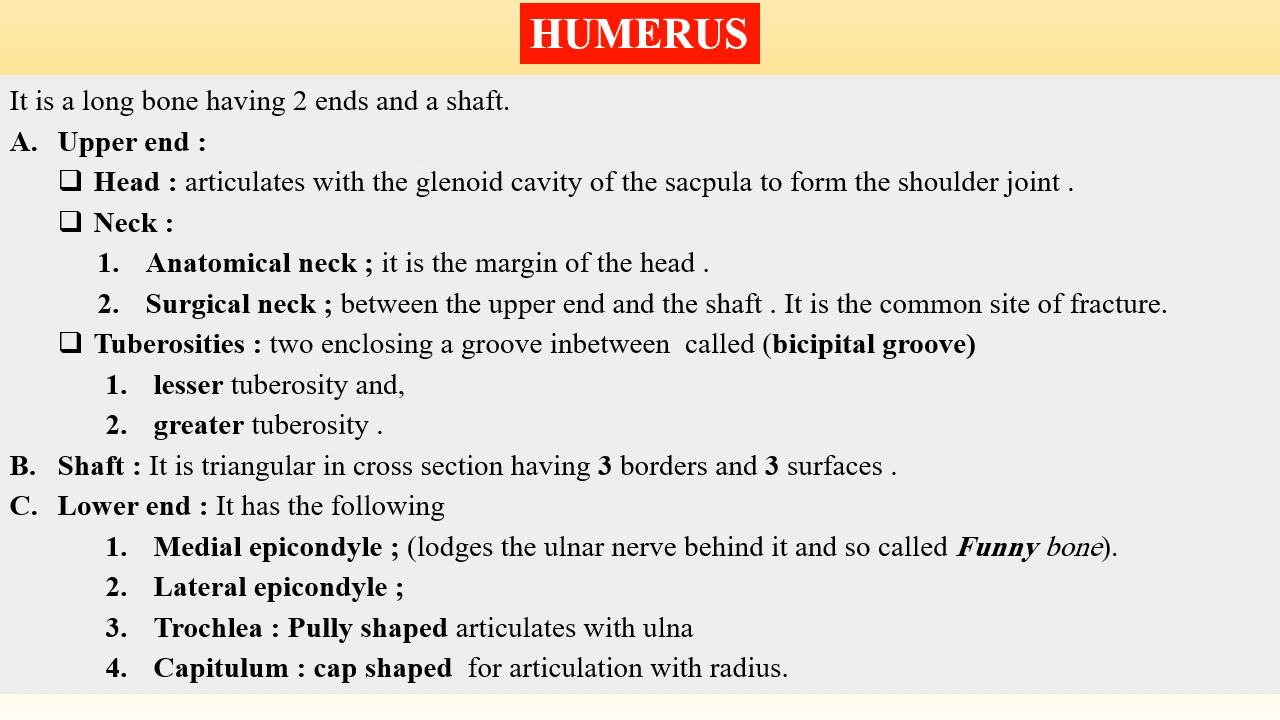 HUMERUS
It is a long bone having 2 ends and a shaft.
A. Upper end :
❑ Head : articulates with the glenoid cavity of the sacpula to form the shoulder joint .
❑ Neck :
1. Anatomical neck ; it is the margin of the head .
2. Surgical neck ; between the upper end and the shaft . It is the common site of fracture.
❑ Tuberosities : two enclosing a groove inbetween called (bicipital groove)
1. lesser tuberosity and,
2. greater tuberosity .
B. Shaft : It is triangular in cross section having 3 borders and 3 surfaces .
C. Lower end : It has the following
1. Medial epicondyle ; (lodges the ulnar nerve behind it and so called Funny bone).
2. Lateral epicondyle ;
3. Trochlea : Pully shaped articulates with ulna
4. Capitulum : cap shaped for articulation with radius.